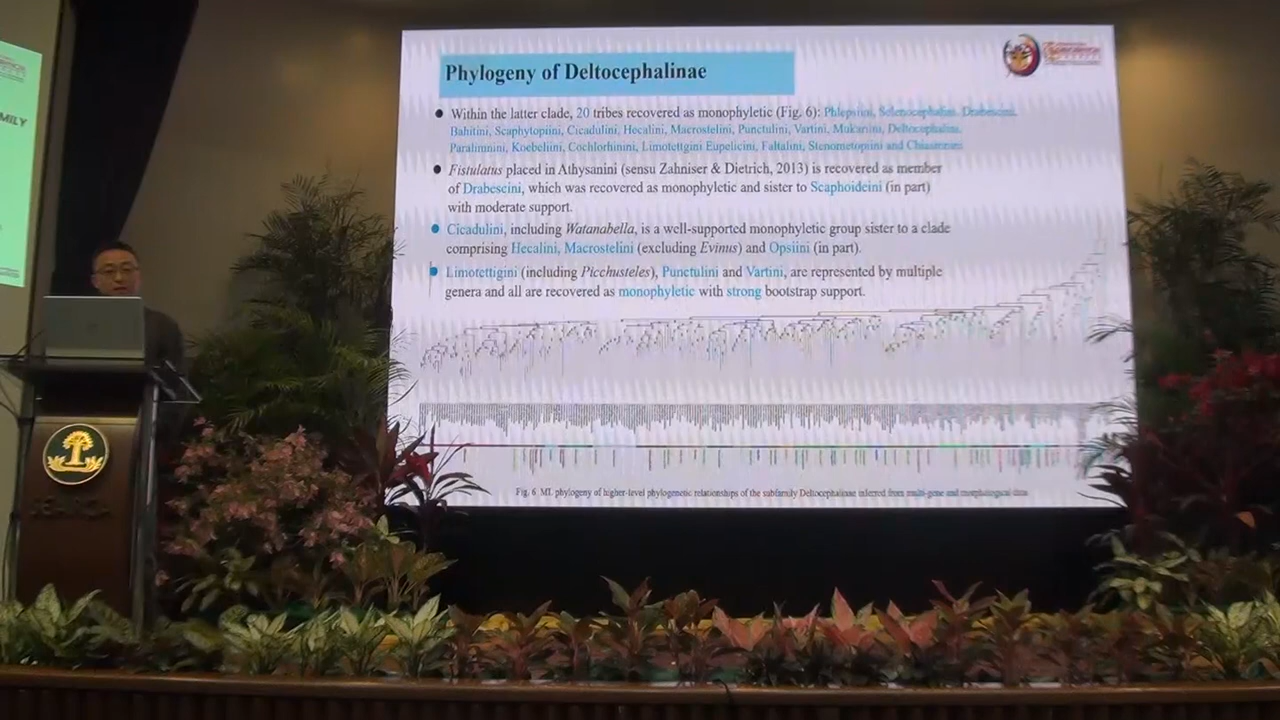 MILY
Phylogeny of Deltocephalinae
Within the latter clade, 20 tribes recovered as monophyletic (Fig. 6): Phlepsiini, Selenocephalini, Drabescini,
Bahitini, Scaphytopiini, Cicadulini, Hecalini, Macrostelini, Punctulini, Vartini, Mukariini, Deltocephalini,
Paralimnini, Koebeliini, Cochlorhinini, Limotettgini Eupelicini, Faltalini, Stenometopiini and Chiasmini
Fistulatus placed in Athysanini (sensu Zahniser & Dietrich, 2013) is recovered as member
of Drabescini, which was recovered as monophyletic and sister to Scaphoideini (in part)
with moderate support.
Cicadulini, including Watanabella, is a well-supported monophyletic group sister to a clade
comprising Hecalini, Macrostelini (excluding Evinus) and Opsiini (in part).
Limotettigini (including Picchusteles), Punctulini and Vartini, are represented by multiple
genera and all are recovered as monophyletic with strong bootstrap support.
Fig. 6 ML phylogeny of higher-level phylogenetic relationships of the subfamily Deltocephalinae inferred from multi-gene and morphological data